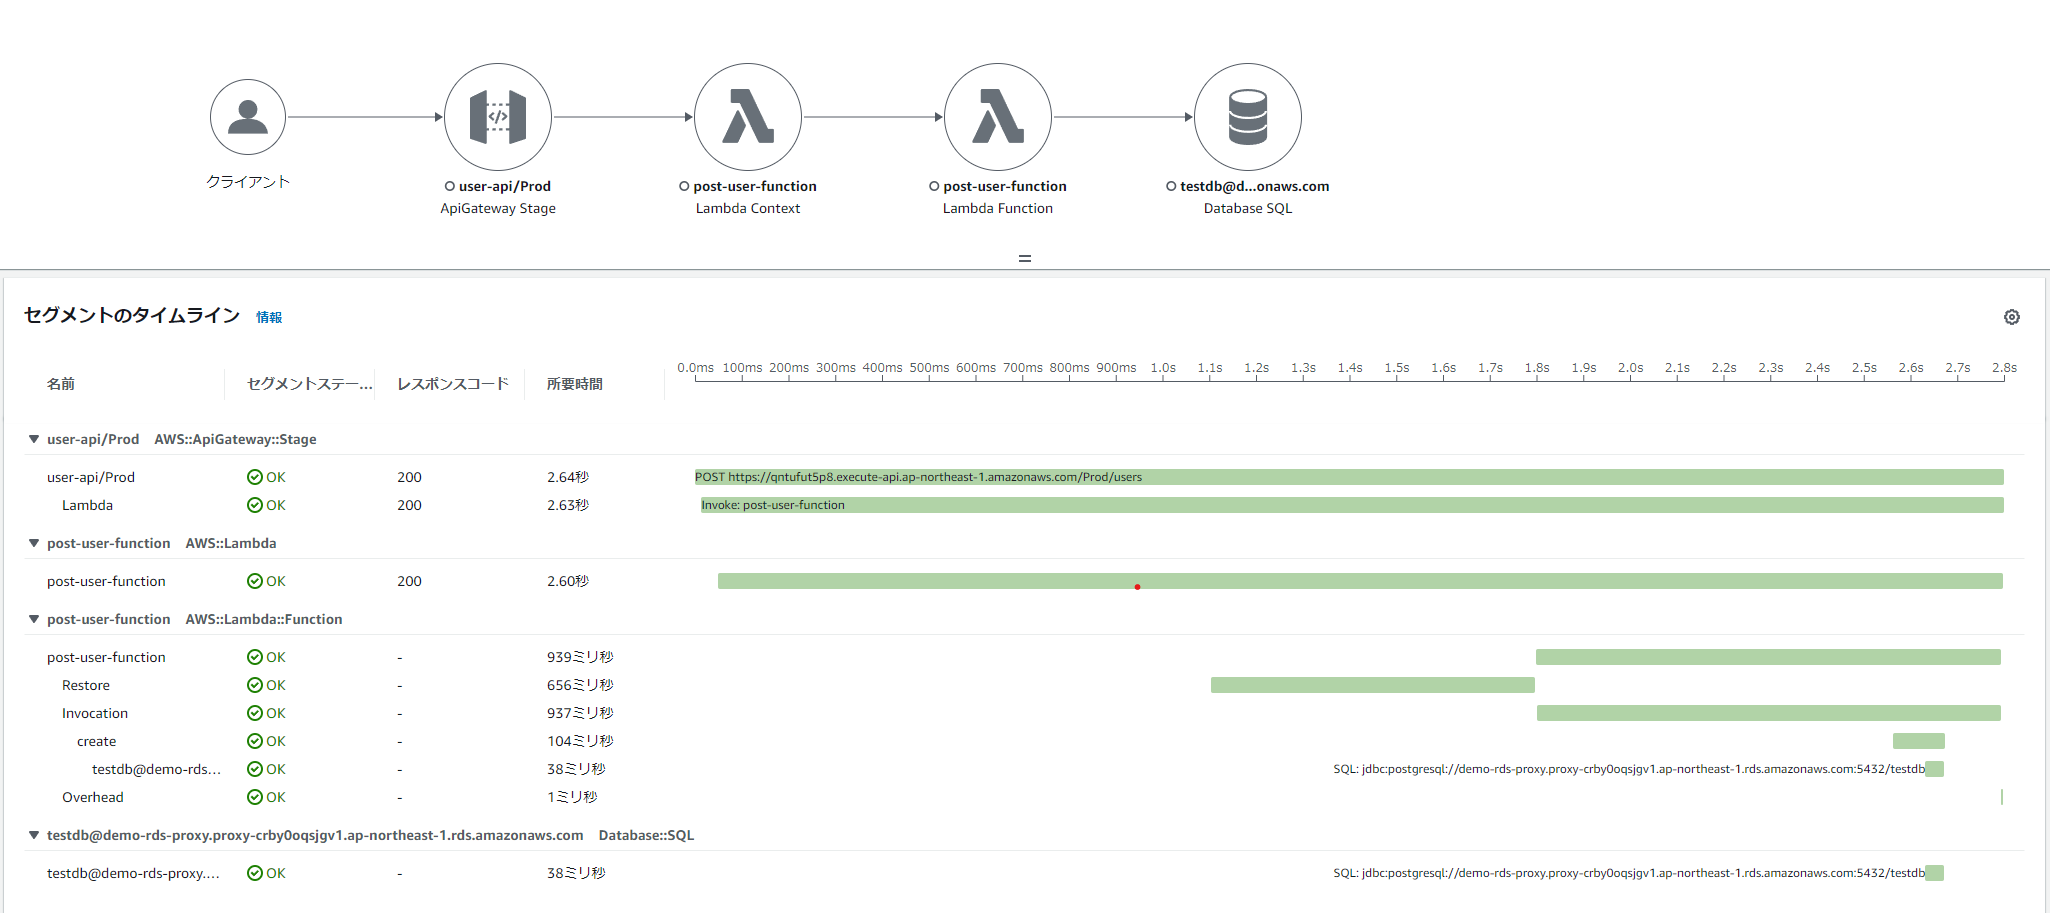 クライアント
user-api/Prod
ApiGateway Stage
post-user-function
Lambda Context
post-user-function
Lambda Function
testdb@d...onaws.com
Database SQL
セグメントのタイムライン 情報
名前 セグメントステー... レスポンスコード 所要時間 0.0ms 100ms 200ms 300ms 400ms 500ms 600ms 700ms 800ms 900ms 1.0s 1.1s 1.2s 1.3s 1.4s 1.5s 1.6s 1.7s 1.8s 1.9s 2.0s 2.1s 2.2s 2.3s 2.4s 2.5s 2.6s 2.7s 2.8s
user-api/Prod AWS::ApiGateway::Stage
user-api/Prod OK 200 2.64秒 POST https://qntufut5p8.execute-api.ap-northeast-1.amazonaws.com/Prod/users
Lambda OK 200 2.63秒 Invoke: post-user-function
post-user-function AWS::Lambda
post-user-function OK 200 2.60秒
post-user-function AWS::Lambda::Function
post-user-function OK - 939ミリ秒
Restore OK - 656ミリ秒
Invocation OK - 937ミリ秒
create OK - 104ミリ秒
testdb@demo-rds... OK - 38ミリ秒 SQL: jdbc:postgresql://demo-rds-proxy.proxy-crby0oqsjgv1.ap-northeast-1.rds.amazonaws.com:5432/testdb
Overhead OK - 1ミリ秒
testdb@demo-rds-proxy.proxy-crby0oqsjgv1.ap-northeast-1.rds.amazonaws.com Database::SQL
testdb@demo-rds-proxy.... OK - 38ミリ秒 SQL: jdbc:postgresql://demo-rds-proxy.proxy-crby0oqsjgv1.ap-northeast-1.rds.amazonaws.com:5432/testdb